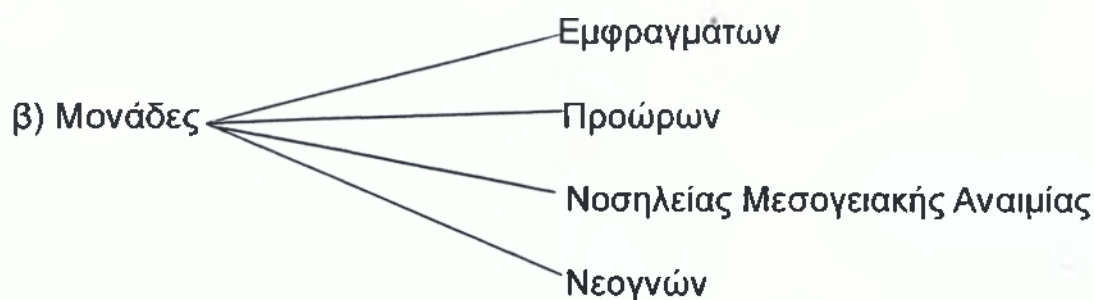 Εμφραγμάτων
β) Μονάδες
Προώρων
Νοσηλείας Μεσογειακής Αναιμίας
Νεογνών